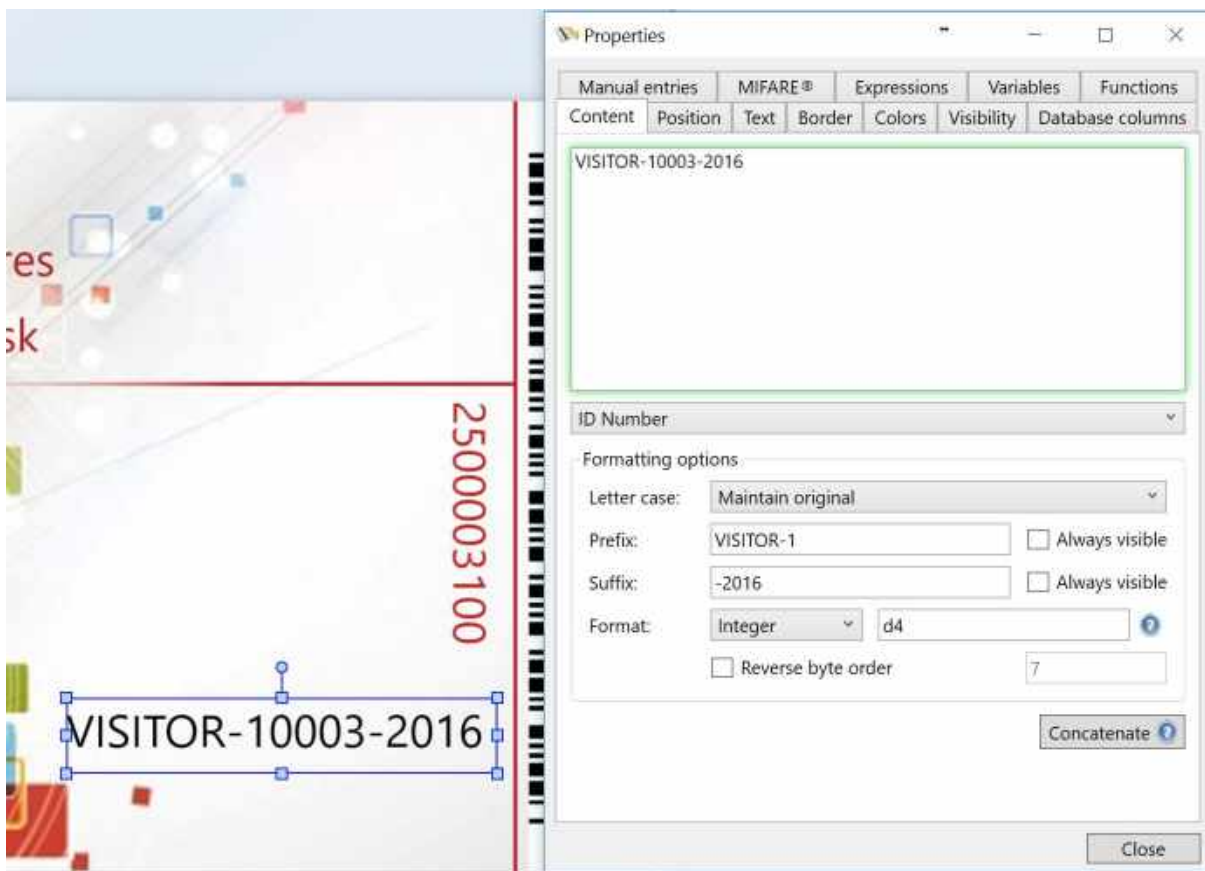 res
sk
2500003100
VISITOR-10003-2016
Properties
Manual entries MIFARE® Expressions Variables Functions
Content Position Text Border Colors Visibility Database columns
VISITOR-10003-2016
ID Number
Formatting options
Letter case: Maintain original
Prefix: VISITOR-1 Always visible
Suffix: -2016 Always visible
Format: Integer d4 ?
Reverse byte order 7
Concatenate ?
Close